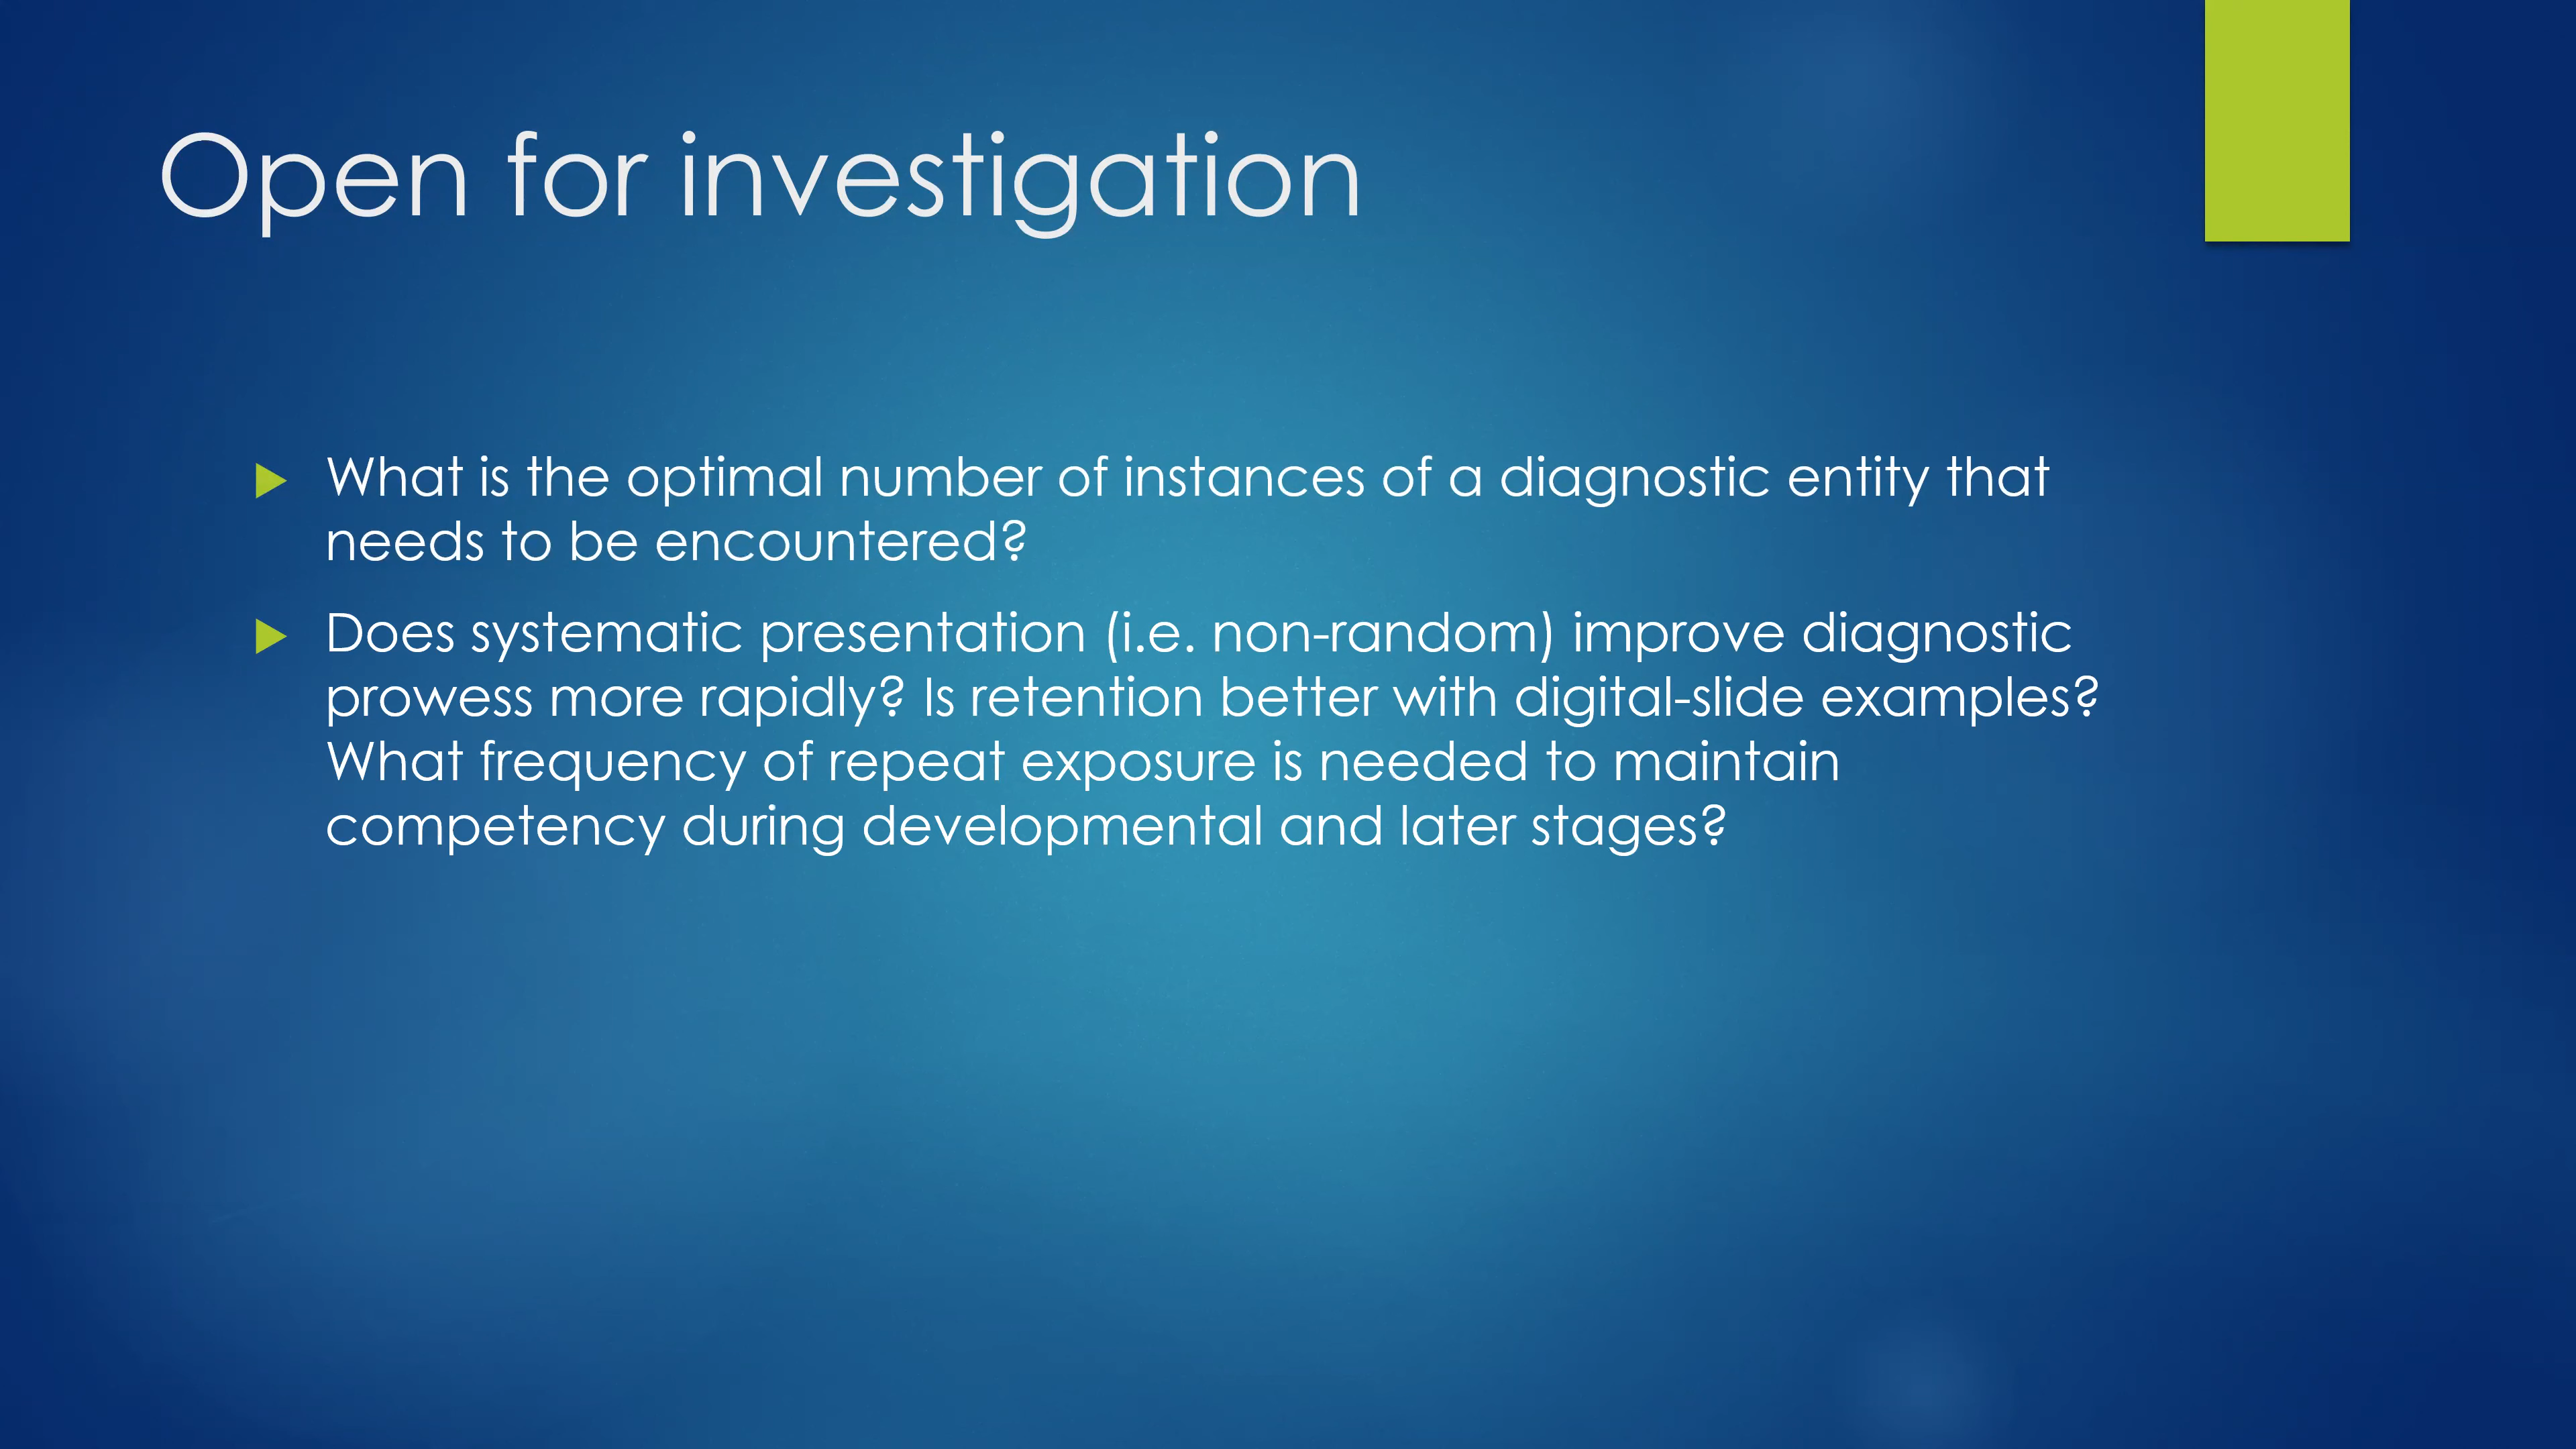 Open for investigation
What is the optimal number of instances of a diagnostic entity that
needs to be encountered?
Does systematic presentation (i.e. non-random) improve diagnostic
prowess more rapidly? Is retention better with digital-slide examples?
What frequency of repeat exposure is needed to maintain
competency during developmental and later stages?